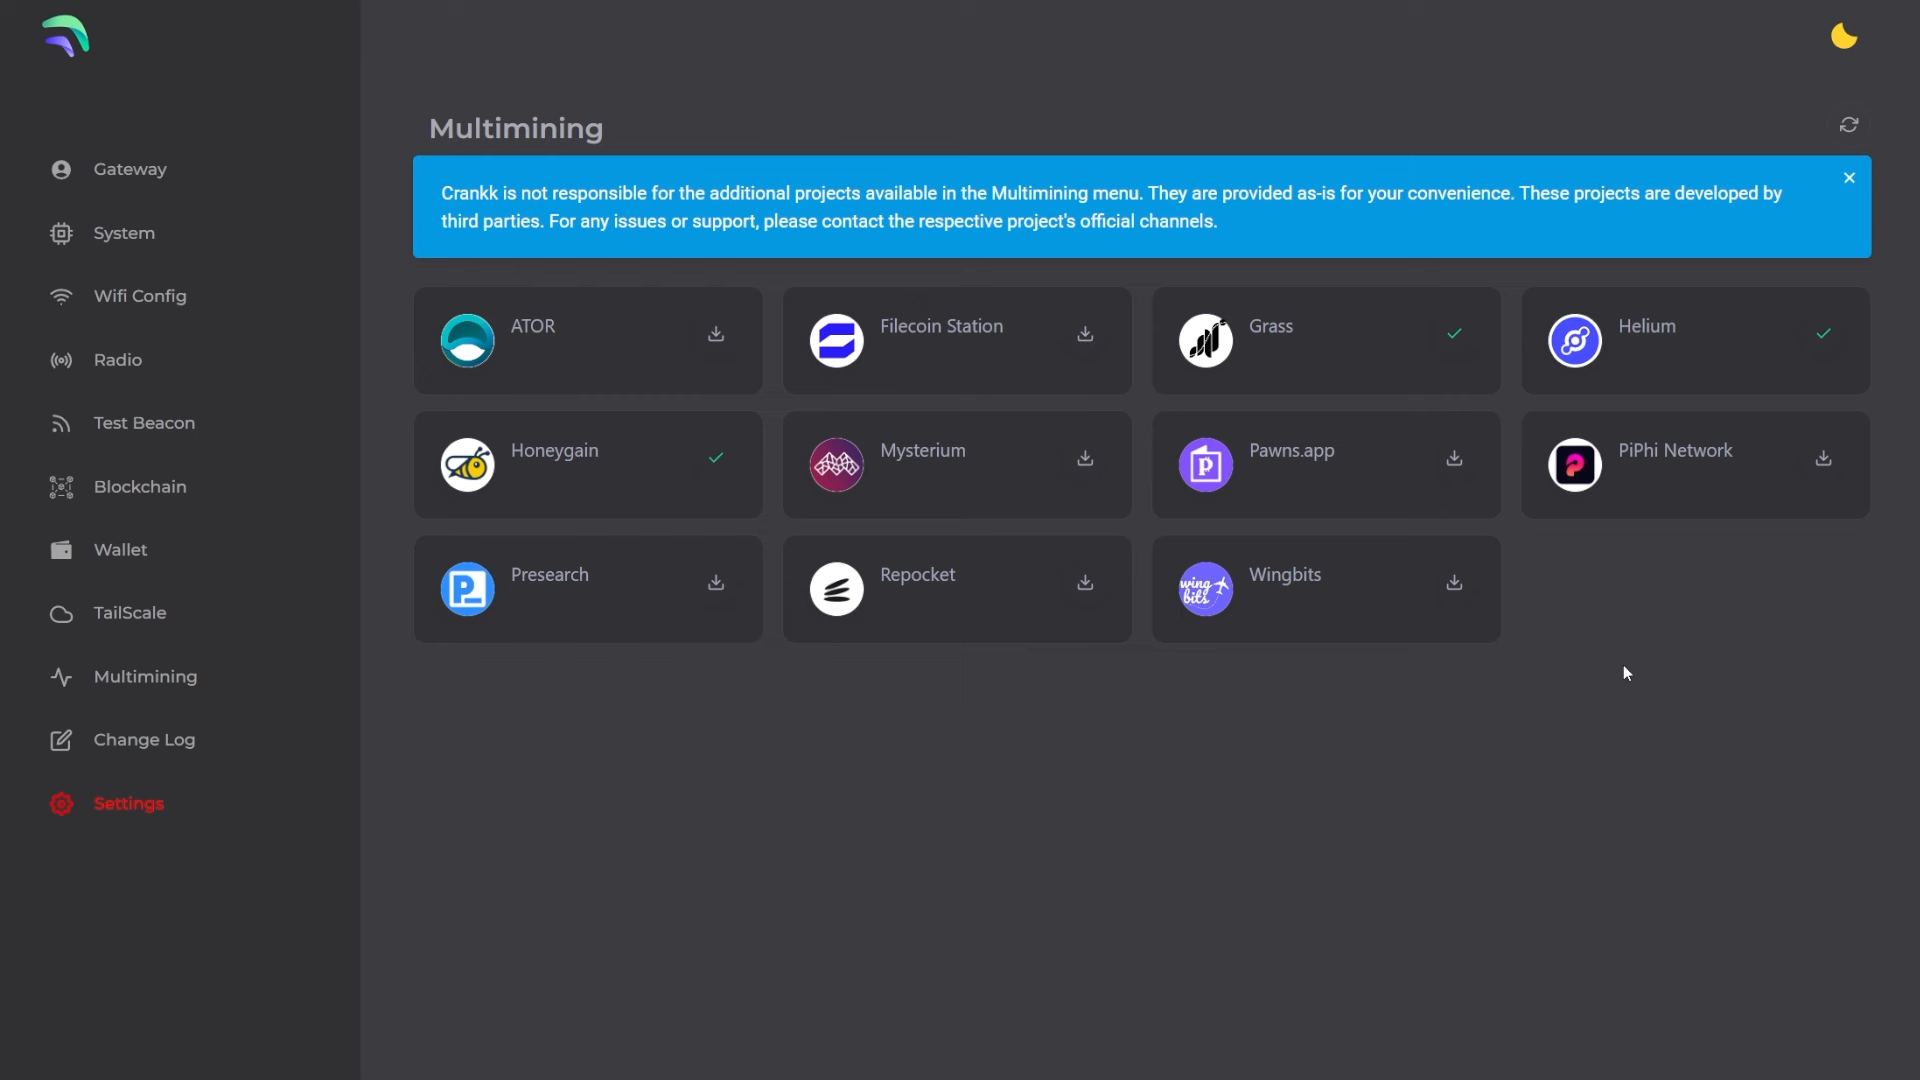 Multimining
Crankk is not responsible for the additional projects available in the Multimining menu. They are provided as-is for your convenience. These projects are developed by
third parties. For any issues or support, please contact the respective project's official channels.
Gateway
System
Wifi Config
Radio
Test Beacon
Blockchain
Wallet
TailScale
Multimining
Change Log
Settings
ATOR
Filecoin Station
Grass
Helium
Honeygain
Mysterium
Pawns.app
PiPhi Network
Presearch
Repocket
wing
bits
Wingbits